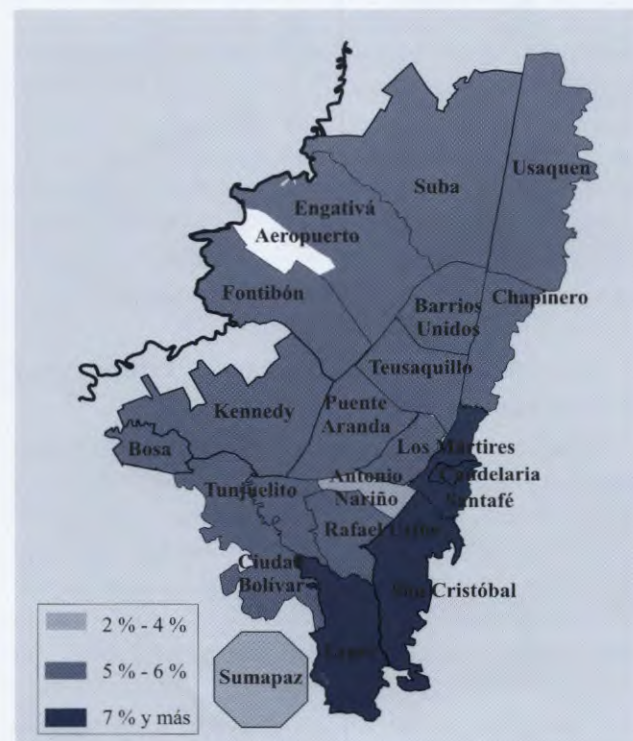 Usaquen
Suba
Engativá
Aeropuerto
Fontibón
Chapinero
Barrios
Unidos
Teusaquillo
Kennedy
Puente
Aranda
Los Mártires
Bosa
Candelaria
Antonio
Nariño
Tunjuelito
Santafé
Rafael Uribe
Ciudad
Bolívar
San Cristóbal
Sumapaz
2 % - 4 %
5 % - 6 %
7 % y más